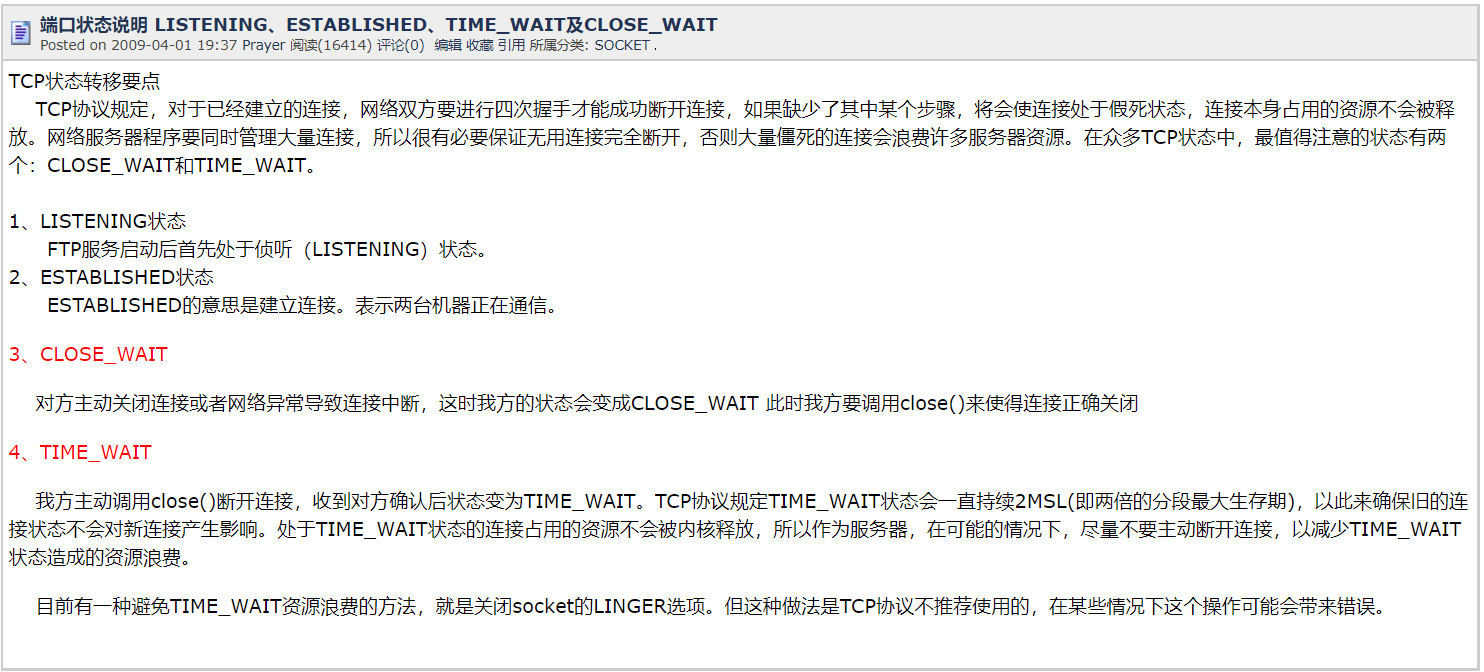 端口状态说明 LISTENING、ESTABLISHED、TIME_WAIT及CLOSE_WAIT
Posted on 2009-04-01 19:37 Prayer 阅读(16414) 评论(0) 编辑 收藏 引用 所属分类: SOCKET .
TCP状态转移要点
TCP协议规定，对于已经建立的连接，网络双方要进行四次握手才能成功断开连接，如果缺少了其中某个步骤，将会使连接处于假死状态，连接本身占用的资源不会被释
放。网络服务器程序要同时管理大量连接，所以很有必要保证无用连接完全断开，否则大量僵死的连接会浪费许多服务器资源。在众多TCP状态中，最值得注意的状态有两
个：CLOSE_WAIT和TIME_WAIT。
1、LISTENING状态
FTP服务启动后首先处于侦听（LISTENING）状态。
2、ESTABLISHED状态
ESTABLISHED的意思是建立连接。表示两台机器正在通信。
3、CLOSE_WAIT
对方主动关闭连接或者网络异常导致连接中断，这时我方的状态会变成CLOSE_WAIT 此时我方要调用close()来使得连接正确关闭
4、TIME_WAIT
我方主动调用close()断开连接，收到对方确认后状态变为TIME_WAIT。TCP协议规定TIME_WAIT状态会一直持续2MSL(即两倍的分段最大生存期)，以此来确保旧的连
接状态不会对新连接产生影响。处于TIME_WAIT状态的连接占用的资源不会被内核释放，所以作为服务器，在可能的情况下，尽量不要主动断开连接，以减少TIME_WAIT
状态造成的资源浪费。
目前有一种避免TIME_WAIT资源浪费的方法，就是关闭socket的LINGER选项。但这种做法是TCP协议不推荐使用的，在某些情况下这个操作可能会带来错误。